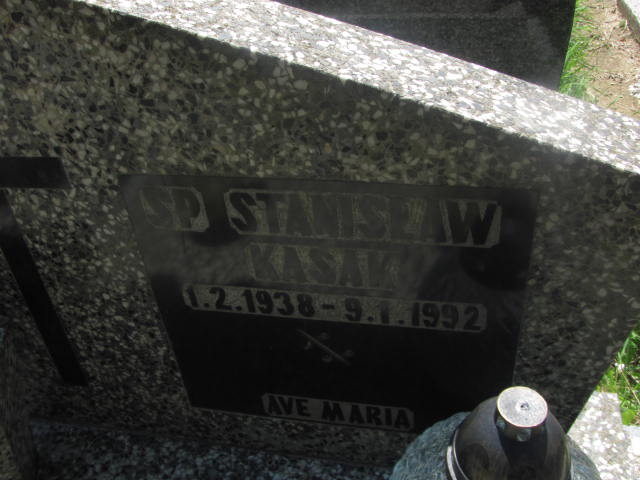 SP STANISŁAW
KASAK
1.2.1938 - 9.1.1992
AVE MARIA